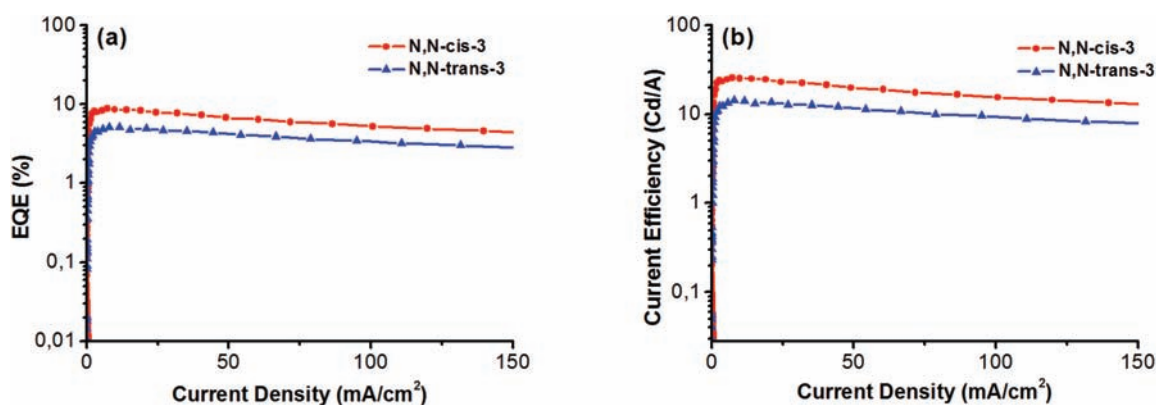 (a)
N,N-cis-3
N,N-trans-3
EQE (%)
100
10
1
0,1
0,01
0
50
100
150
Current Density (mA/cm²)
(b)
N,N-cis-3
N,N-trans-3
Current Efficiency (Cd/A)
100
10
1
0,1
0
50
100
150
Current Density (mA/cm²)